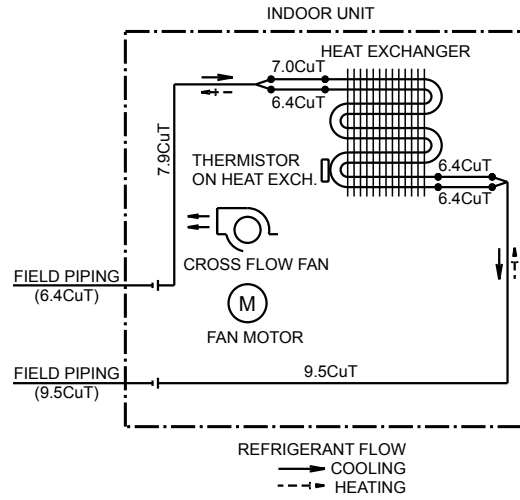 INDOOR UNIT
HEAT EXCHANGER
7.0CuT
6.4CuT
7.9CuT
THERMISTOR
ON HEAT EXCH.
6.4CuT
6.4CuT
CROSS FLOW FAN
FIELD PIPING
(6.4CuT)
M
FAN MOTOR
FIELD PIPING
(9.5CuT)
9.5CuT
REFRIGERANT FLOW
COOLING
HEATING